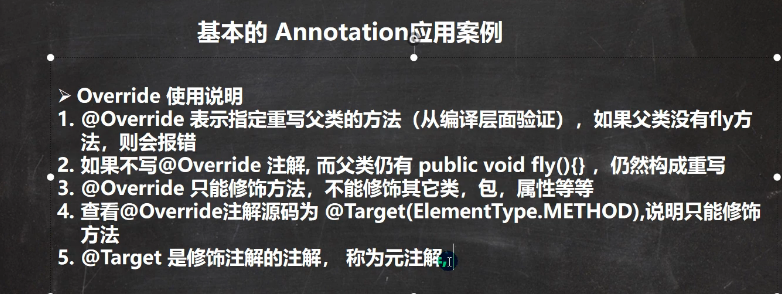 基本的 Annotation应用案例
➢ Override 使用说明
1. @Override 表示指定重写父类的方法（从编译层面验证），如果父类没有fly方
法，则会报错
2. 如果不写@Override 注解, 而父类仍有 public void fly(){} ，仍然构成重写
3. @Override 只能修饰方法，不能修饰其它类，包，属性等等
4. 查看@Override注解源码为 @Target(ElementType.METHOD),说明只能修饰
方法
5. @Target 是修饰注解的注解， 称为元注解,